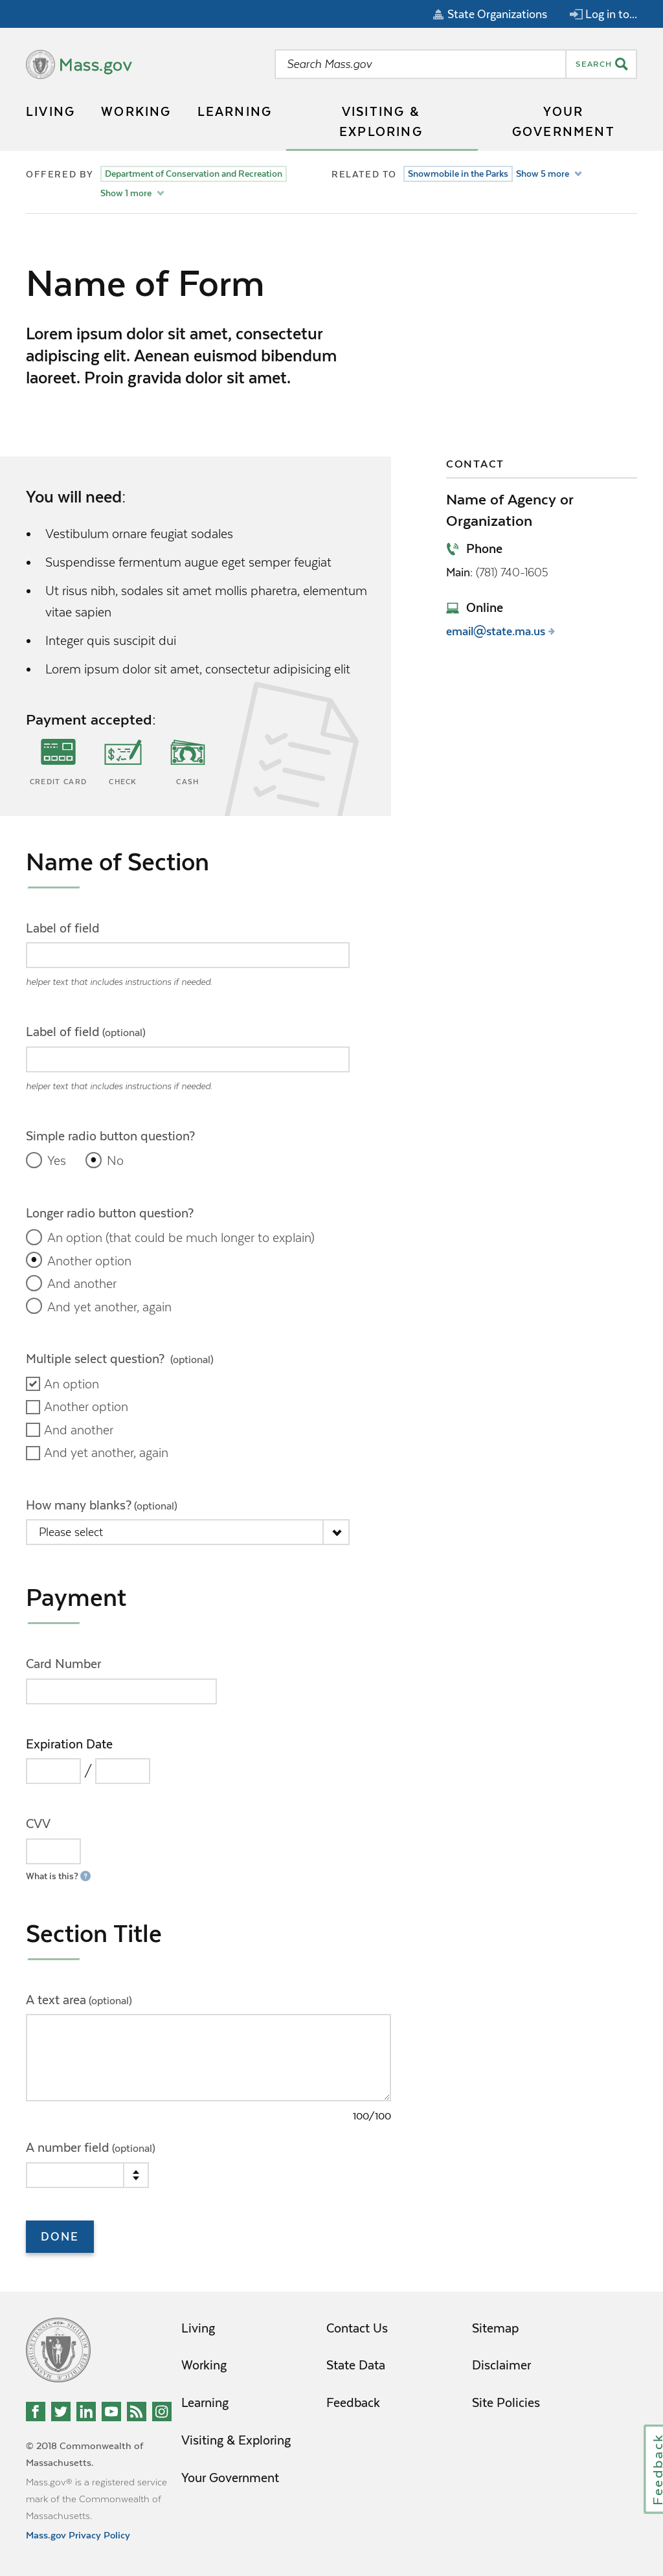 State Organizations
Log in to...
Mass.gov
Search Mass.gov
SEARCH
LIVING
WORKING
LEARNING
VISITING &
EXPLORING
YOUR
GOVERNMENT
OFFERED BY
Department of Conservation and Recreation
Show 1 more
RELATED TO
Snowmobile in the Parks
Show 5 more
Name of Form
Lorem ipsum dolor sit amet, consectetur
adipiscing elit. Aenean euismod bibendum
laoreet. Proin gravida dolor sit amet.
You will need:
Vestibulum ornare feugiat sodales
Suspendisse fermentum augue eget semper feugiat
Ut risus nibh, sodales sit amet mollis pharetra, elementum
vitae sapien
Integer quis suscipit dui
Lorem ipsum dolor sit amet, consectetur adipisicing elit
Payment accepted:
CREDIT CARD
CHECK
CASH
CONTACT
Name of Agency or
Organization
Phone
Main: (781) 740-1605
Online
email@state.ma.us
Name of Section
Label of field
helper text that includes instructions if needed.
Label of field (optional)
helper text that includes instructions if needed.
Simple radio button question?
Yes
No
Longer radio button question?
An option (that could be much longer to explain)
Another option
And another
And yet another, again
Multiple select question? (optional)
An option
Another option
And another
And yet another, again
How many blanks? (optional)
Please select
Payment
Card Number
Expiration Date
/
CVV
What is this? ?
Section Title
A text area (optional)
100/100
A number field (optional)
DONE
Living
Working
Learning
Visiting & Exploring
Your Government
Contact Us
State Data
Feedback
Sitemap
Disclaimer
Site Policies
© 2018 Commonwealth of
Massachusetts.
Mass.gov® is a registered service
mark of the Commonwealth of
Massachusetts.
Mass.gov Privacy Policy
Feedback